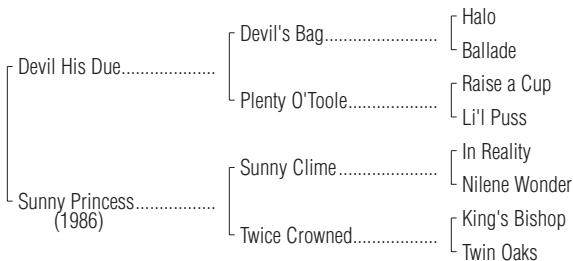 Halo
Devil's Bag
Ballade
Devil His Due
Raise a Cup
Plenty O'Toole
Li'l Puss
In Reality
Sunny Clime
Nilene Wonder
Sunny Princess
(1986)
King's Bishop
Twice Crowned
Twin Oaks